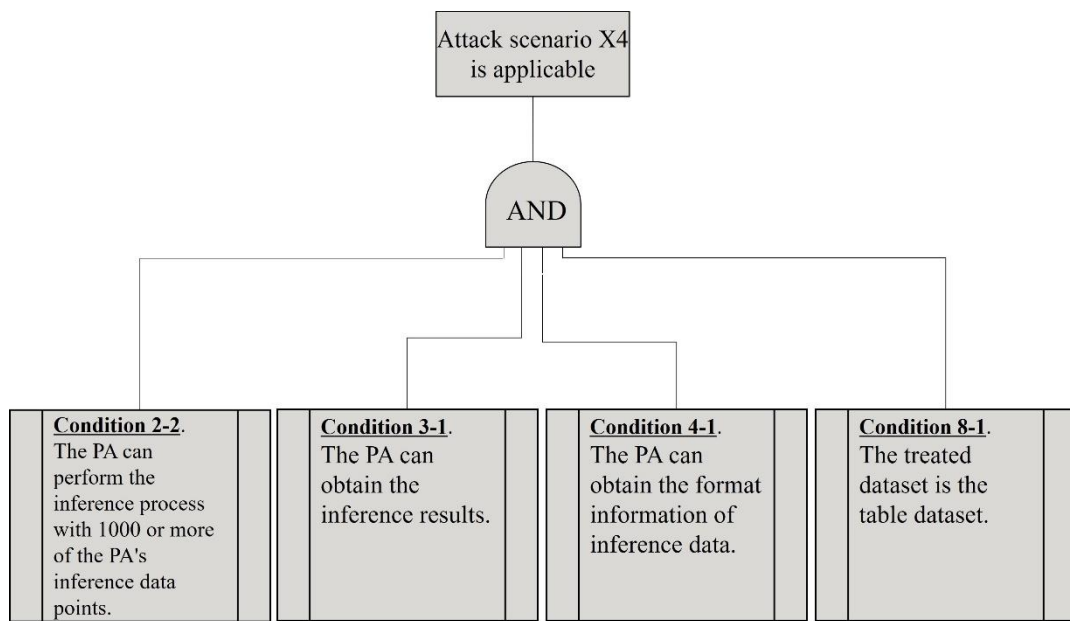 Attack scenario X4
is applicable
AND
Condition 2-2.
The PA can
perform the
inference process
with 1000 or more
of the PA's
inference data
points.
Condition 3-1.
The PA can
obtain the
inference results.
Condition 4-1.
The PA can
obtain the format
information of
inference data.
Condition 8-1.
The treated
dataset is the
table dataset.